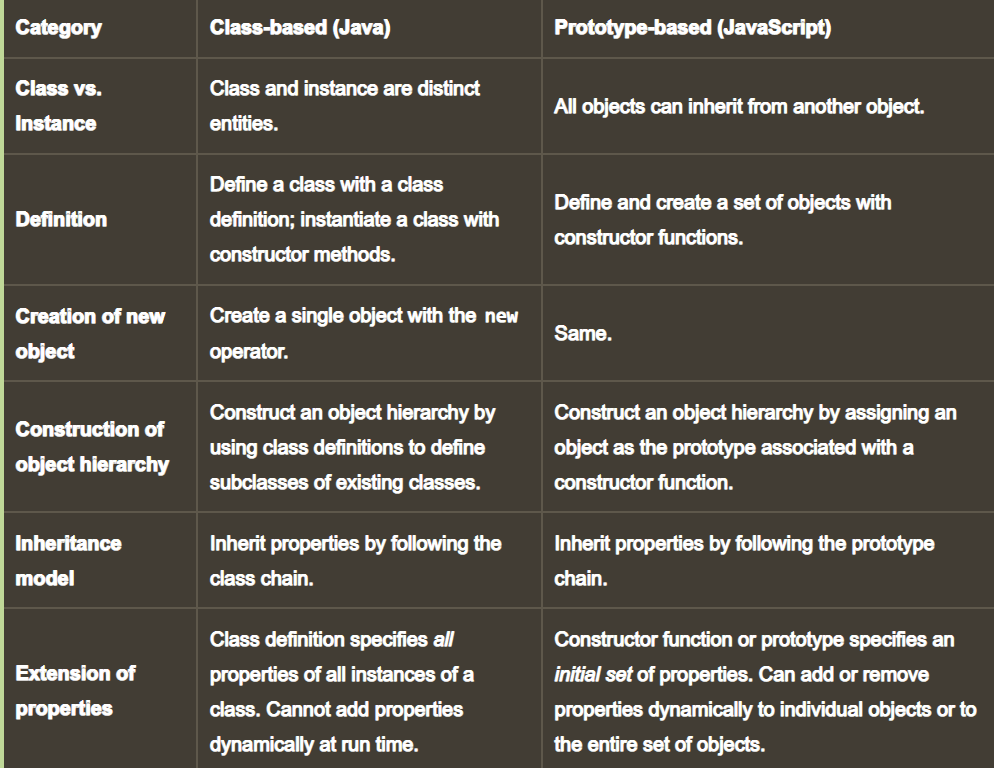 Category
Class-based (Java)
Prototype-based (JavaScript)
Class vs.
Instance
Class and instance are distinct
entities.
All objects can inherit from another object.
Definition
Define a class with a class
definition; instantiate a class with
constructor methods.
Define and create a set of objects with
constructor functions.
Creation of new
object
Create a single object with the new
operator.
Same.
Construction of
object hierarchy
Construct an object hierarchy by
using class definitions to define
subclasses of existing classes.
Construct an object hierarchy by assigning an
object as the prototype associated with a
constructor function.
Inheritance
model
Inherit properties by following the
class chain.
Inherit properties by following the prototype
chain.
Extension of
properties
Class definition specifies all
properties of all instances of a
class. Cannot add properties
dynamically at run time.
Constructor function or prototype specifies an
initial set of properties. Can add or remove
properties dynamically to individual objects or to
the entire set of objects.